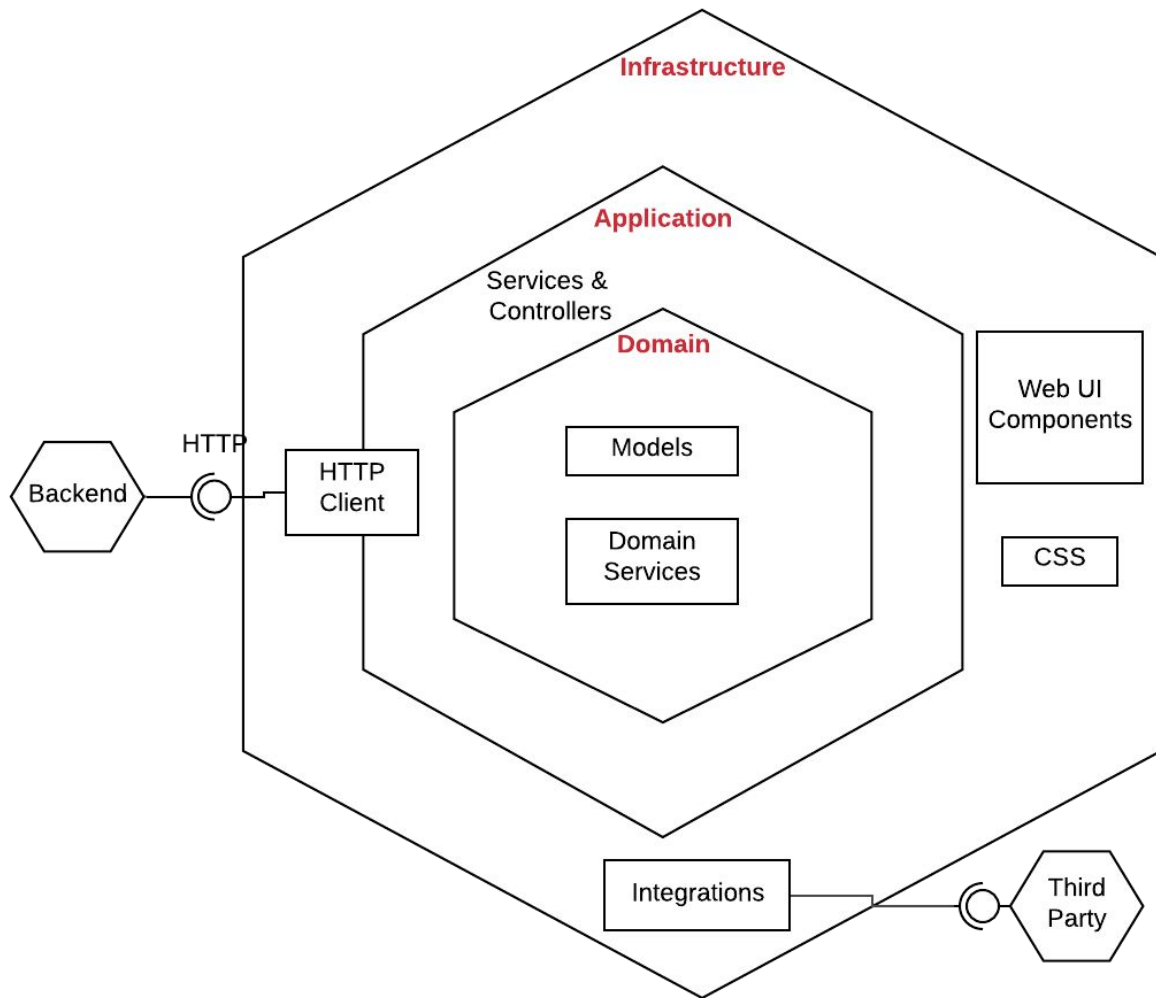 Infrastructure
Application
Services &
Controllers
Domain
Web UI
Components
Models
HTTP
HTTP
Client
Backend
Domain
Services
CSS
Integrations
Third
Party